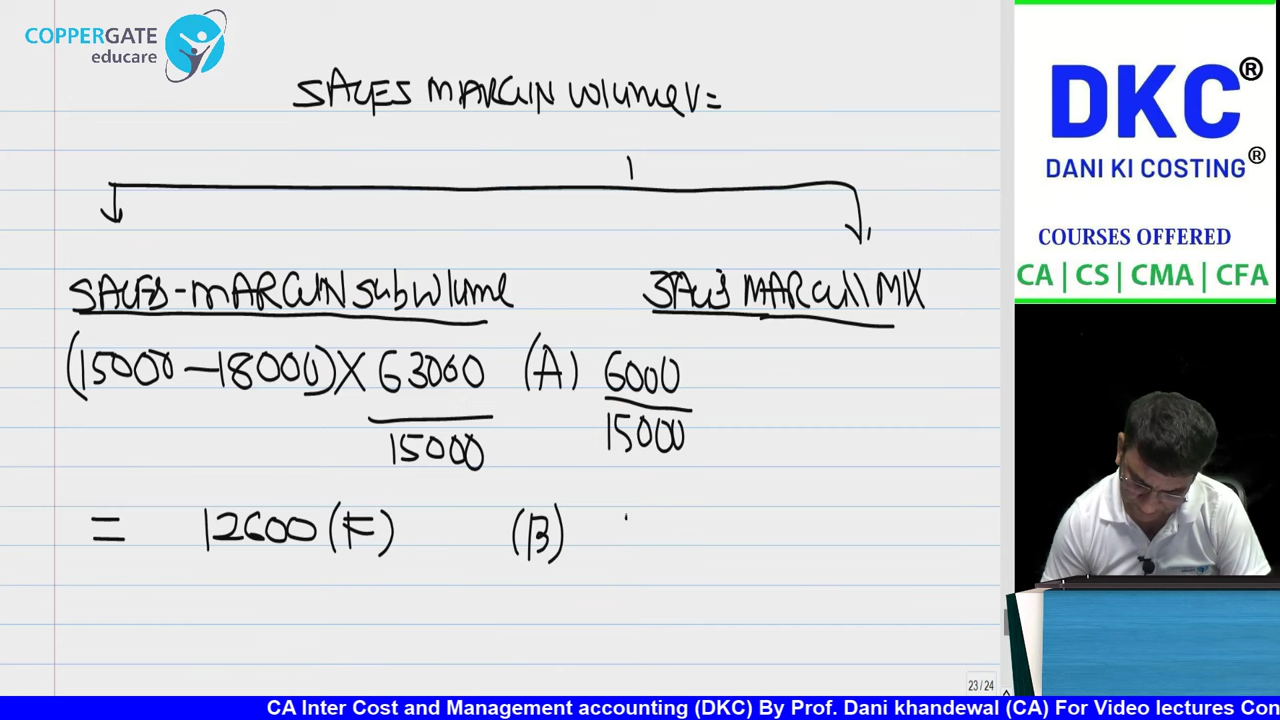 COPPERGATE
educare
SALES MARGIN VOLUME V =
SALES - MARGIN SUB VOLUME
SALES MARGIN MIX
(15000 – 18000) X 63000
15000
(A) 6000
15000
= 12600 (F)
(B)
23 / 24
DKC®
DANI KI COSTING®
COURSES OFFERED
CA | CS | CMA | CFA
CA Inter Cost and Management accounting (DKC) By Prof. Dani khandewal (CA) For Video lectures Con